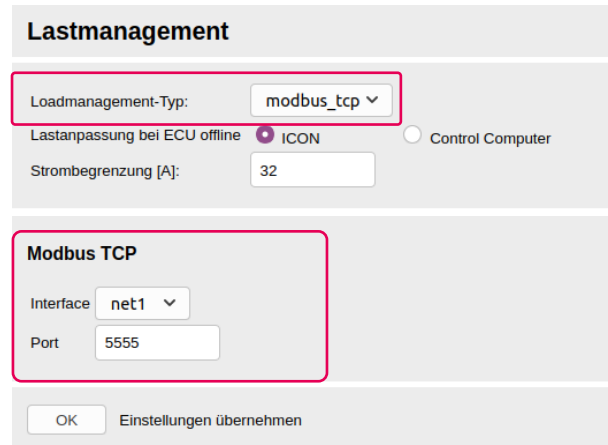 Lastmanagement
Loadmanagement-Typ: modbus_tcp
Lastanpassung bei ECU offline ICON Control Computer
Strombegrenzung [A]: 32
Modbus TCP
Interface net1
Port 5555
OK Einstellungen übernehmen